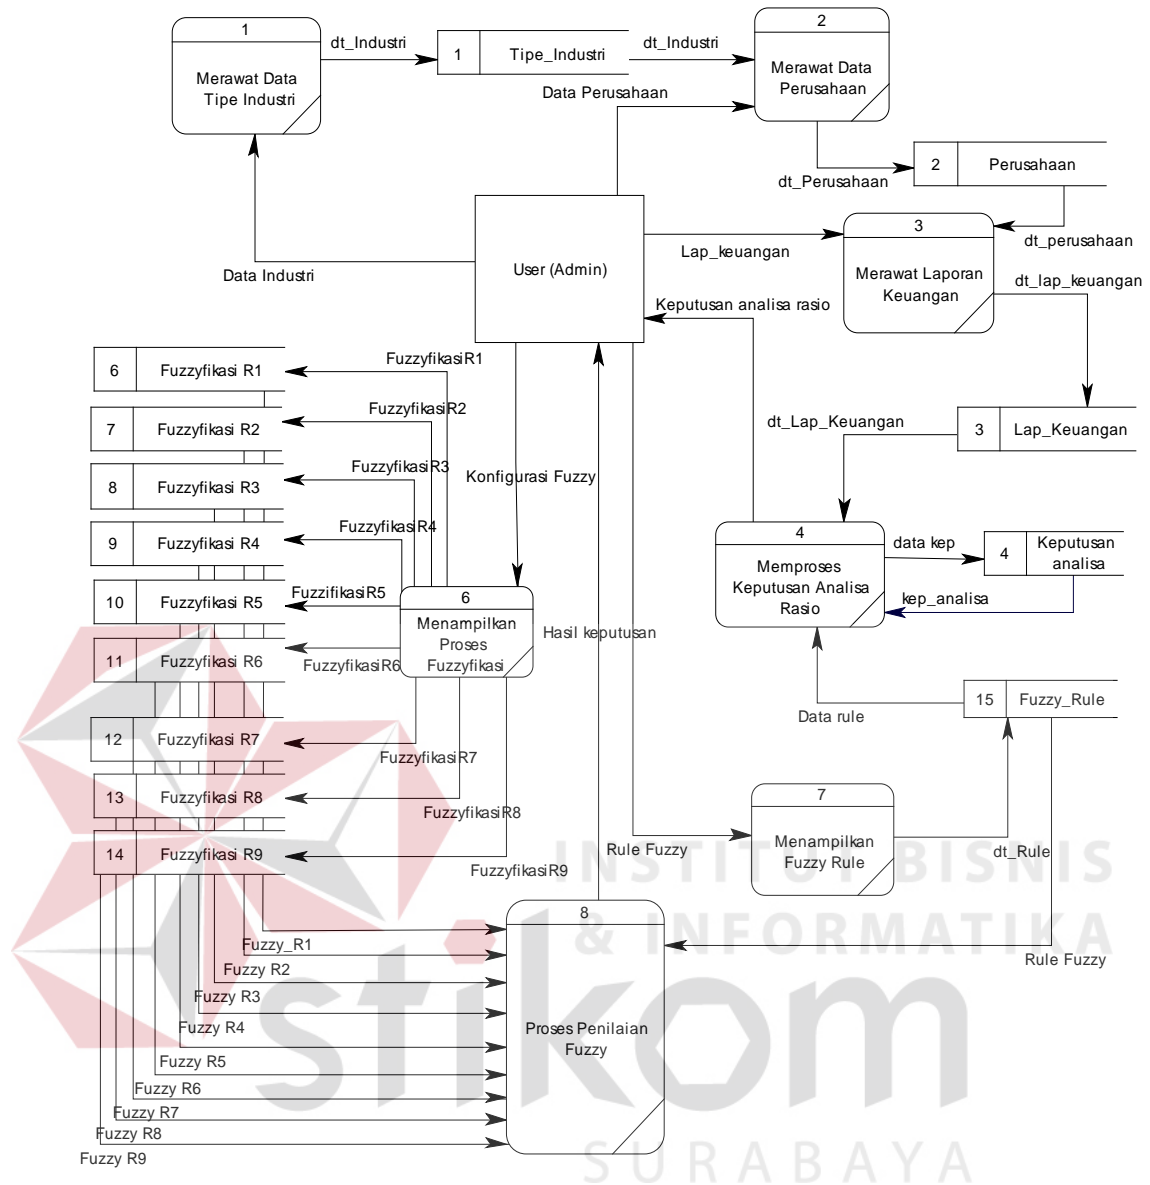 1
Merawat Data
Tipe Industri
dt_Industri
1
Tipe_Industri
dt_Industri
2
Merawat Data
Perusahaan
Data Perusahaan
dt_Perusahaan
2
Perusahaan
dt_perusahaan
Data Industri
User (Admin)
Lap_keuangan
3
Merawat Laporan
Keuangan
dt_lap_keuangan
Keputusan analisa rasio
3
Lap_Keuangan
dt_Lap_Keuangan
4
Memproses
Keputusan Analisa
Rasio
data kep
4
Keputusan
analisa
kep_analisa
Data rule
15
Fuzzy_Rule
6
Fuzzyfikasi R1
FuzzyfikasiR1
7
Fuzzyfikasi R2
FuzzyfikasiR2
8
Fuzzyfikasi R3
FuzzyfikasiR3
9
Fuzzyfikasi R4
FuzzyfikasiR4
10
Fuzzyfikasi R5
FuzzifikasiR5
11
Fuzzyfikasi R6
FuzzyfikasiR6
12
Fuzzyfikasi R7
FuzzyfikasiR7
13
Fuzzyfikasi R8
FuzzyfikasiR8
14
Fuzzyfikasi R9
FuzzyfikasiR9
Konfigurasi Fuzzy
6
Menampilkan
Proses
Fuzzyfikasi
Hasil keputusan
7
Menampilkan
Fuzzy Rule
Rule Fuzzy
dt_Rule
Rule Fuzzy
8
Proses Penilaian
Fuzzy
Fuzzy_R1
Fuzzy R2
Fuzzy R3
Fuzzy R4
Fuzzy R5
Fuzzy R6
Fuzzy R7
Fuzzy R8
Fuzzy R9
INSTITUT BISNIS
& INFORMATIKA
stikom
SURABAYA